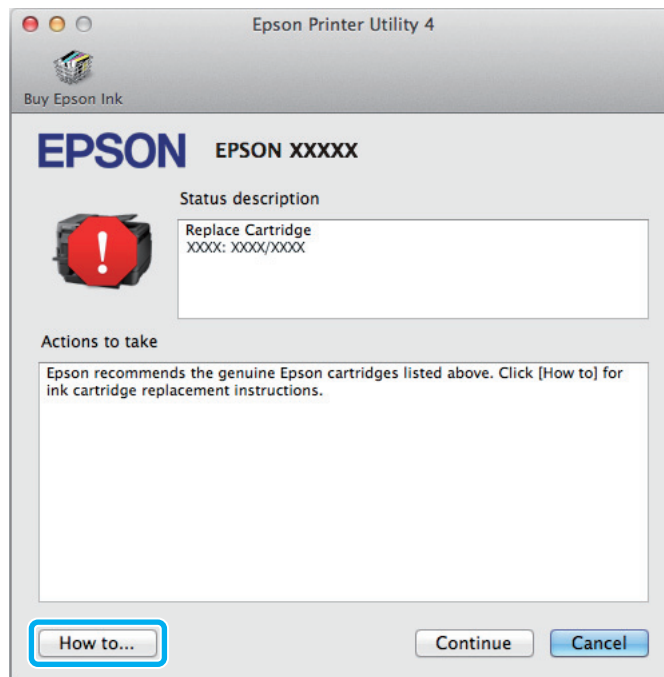 Epson Printer Utility 4
Buy Epson Ink
EPSON EPSON XXXXX
Status description
Replace Cartridge
XXXX: XXXX/XXXX
Actions to take
Epson recommends the genuine Epson cartridges listed above. Click [How to] for
ink cartridge replacement instructions.
How to... Continue Cancel